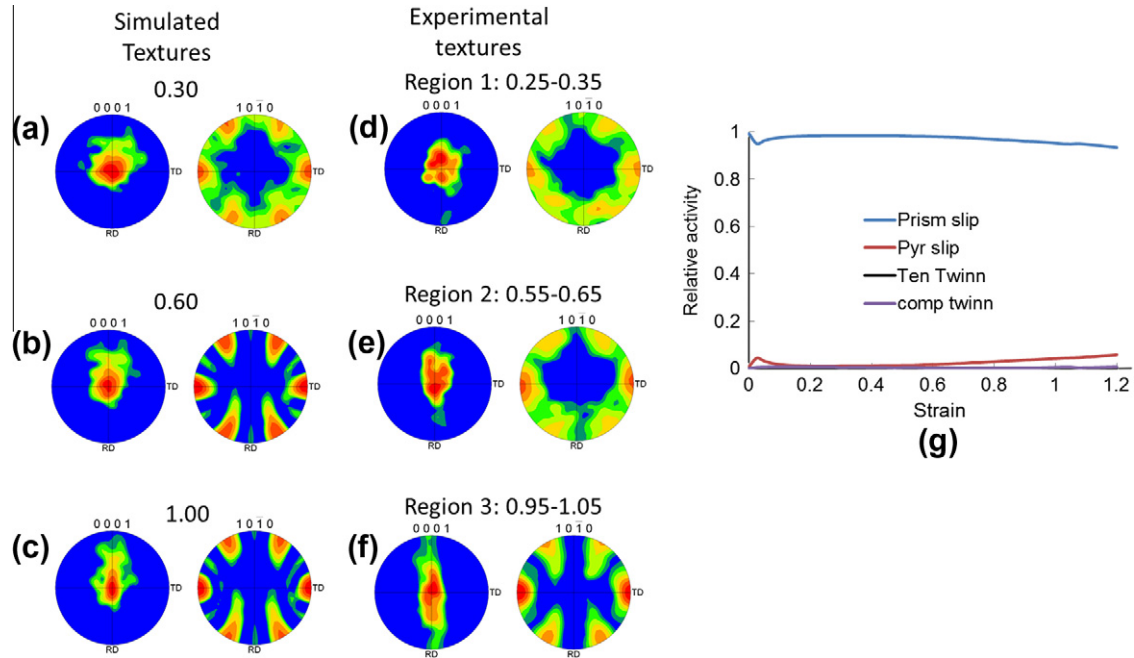 Simulated
Textures
Experimental
textures
0.30
Region 1: 0.25-0.35
(a)
0 0 0 1
TD
RD
1 0 1̄ 0
TD
RD
(d)
0 0 0 1
TD
RD
1 0 1̄ 0
TD
RD
0.60
Region 2: 0.55-0.65
(b)
0 0 0 1
TD
RD
1 0 1̄ 0
TD
RD
(e)
0 0 0 1
TD
RD
1 0 1̄ 0
TD
RD
1.00
Region 3: 0.95-1.05
(c)
0 0 0 1
TD
RD
1 0 1̄ 0
TD
RD
(f)
0 0 0 1
TD
RD
1 0 1̄ 0
TD
RD
Relative activity
1
0.8
0.6
0.4
0.2
0
Prism slip
Pyr slip
Ten Twinn
comp twinn
0 0.2 0.4 0.6 0.8 1 1.2
Strain
(g)